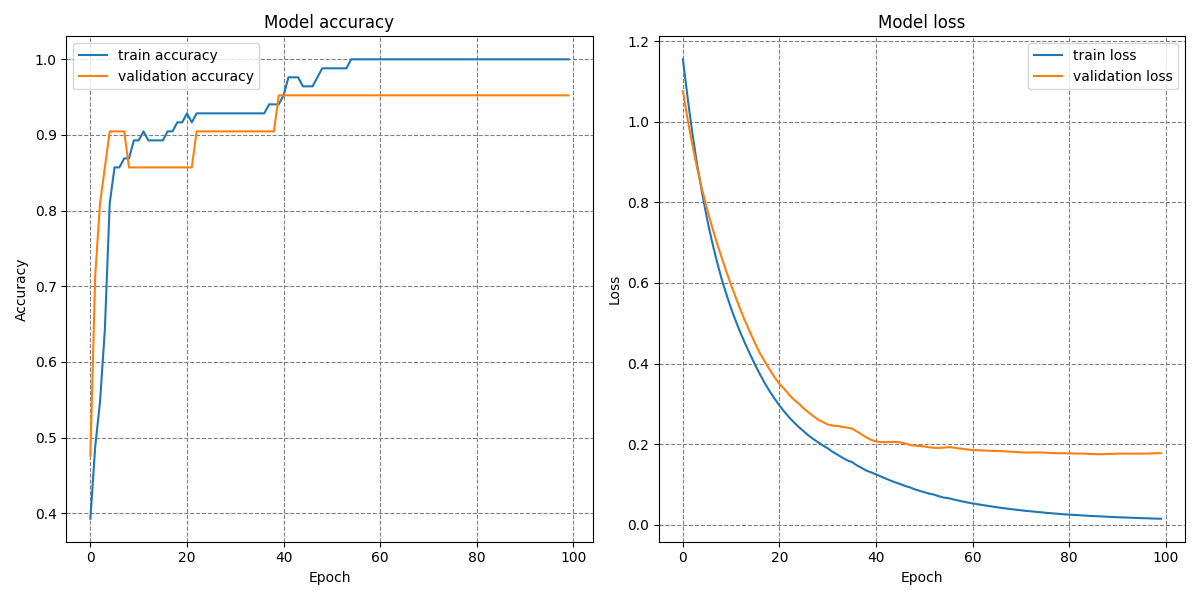 Model accuracy
train accuracy
validation accuracy
1.0
0.9
0.8
0.7
0.6
0.5
0.4
Accuracy
0 20 40 60 80 100
Epoch
Model loss
train loss
validation loss
1.2
1.0
0.8
0.6
0.4
0.2
0.0
Loss
0 20 40 60 80 100
Epoch